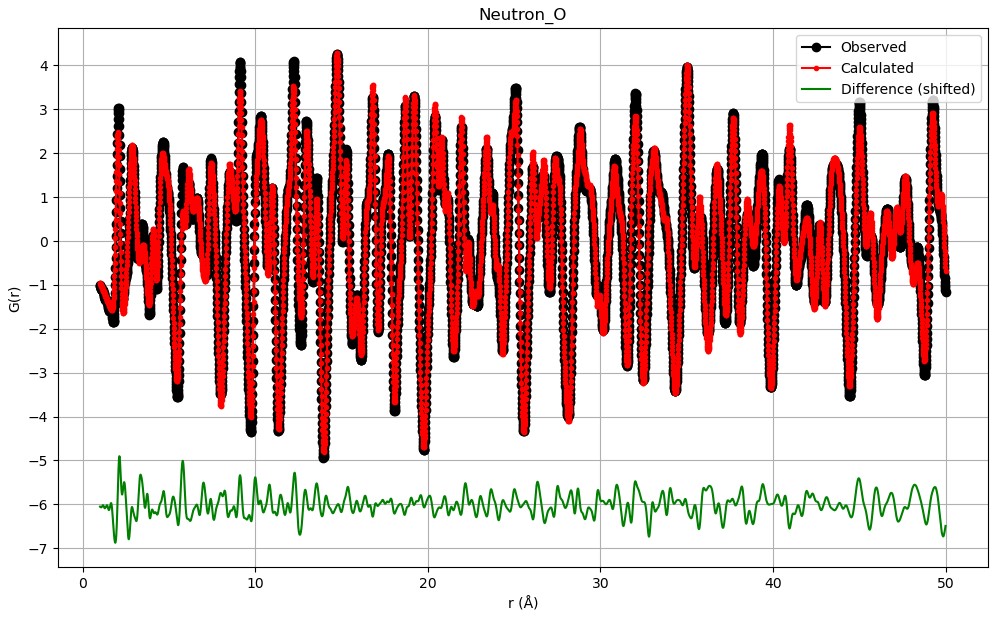 Neutron_O
Observed
Calculated
Difference (shifted)
G(r)
4
3
2
1
0
−1
−2
−3
−4
−5
−6
−7
0 10 20 30 40 50
r (Å)